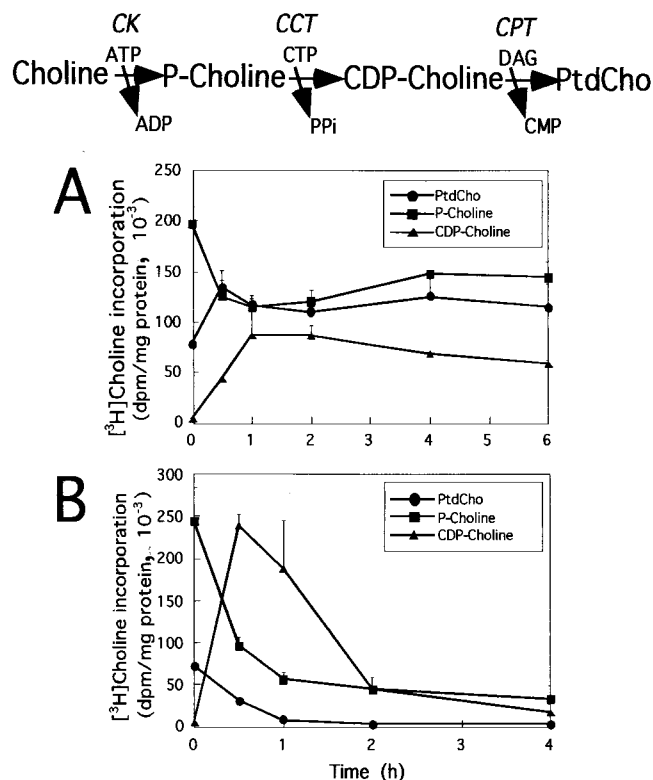 CK CCT CPT
ATP CTP DAG
Choline P-Choline CDP-Choline PtdCho
ADP PPi CMP
A
[³H]Choline incorporation
(dpm/mg protein, 10⁻³)
250
200
150
100
50
0
PtdCho
P-Choline
CDP-Choline
0 1 2 3 4 5 6
B
[³H]Choline incorporation
(dpm/mg protein, 10⁻³)
300
250
200
150
100
50
0
PtdCho
P-Choline
CDP-Choline
0 1 2 3 4
Time (h)